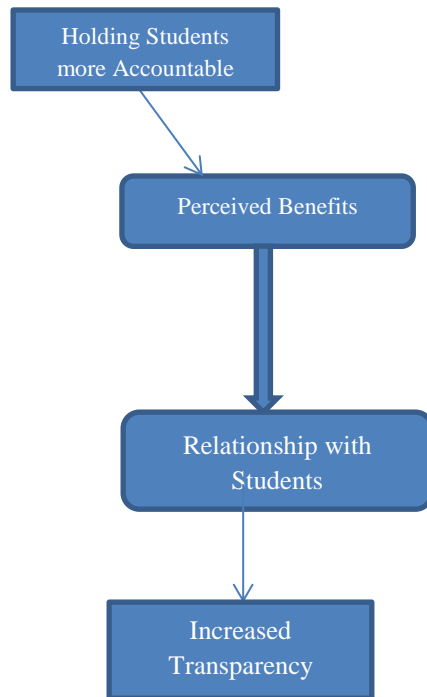 Holding Students
more Accountable
Perceived Benefits
Relationship with
Students
Increased
Transparency